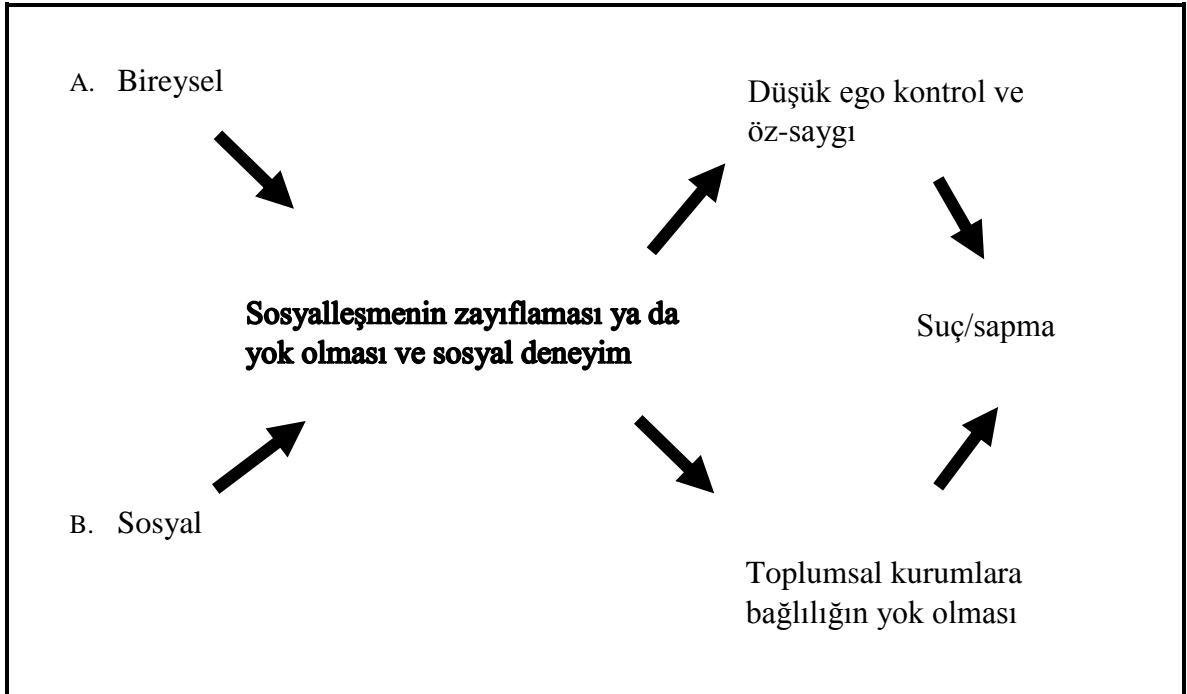 A. Bireysel
Düşük ego kontrol ve
öz-saygı
Sosyalleşmenin zayıflaması ya da
yok olması ve sosyal deneyim
Suç/sapma
B. Sosyal
Toplumsal kurumlara
bağlılığın yok olması